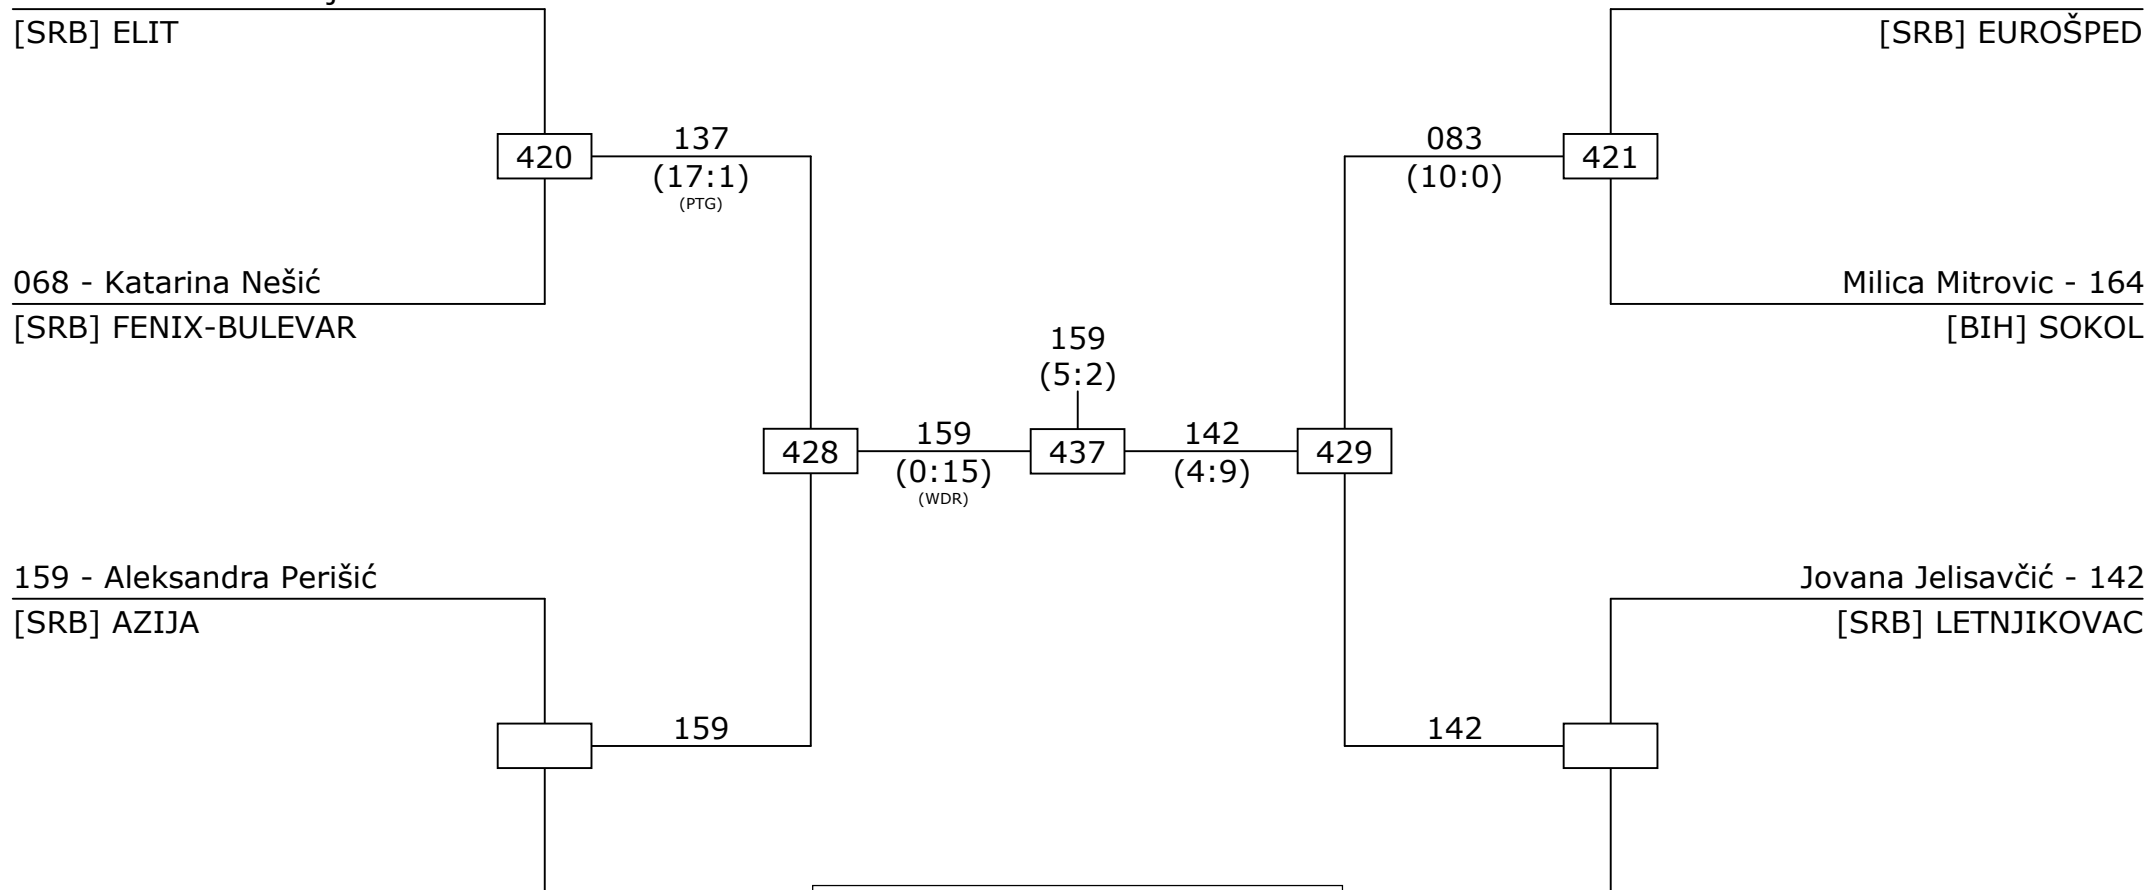 [SRB] ELIT
[SRB] EUROŠPED
137
083
420
421
(17:1)
(10:0)
(PTG)
068 - Katarina Nešić
Milica Mitrovic - 164
[SRB] FENIX-BULEVAR
[BIH] SOKOL
159
(5:2)
159
142
428
437
429
(0:15)
(4:9)
(WDR)
159 - Aleksandra Perišić
Jovana Jelisavčić - 142
[SRB] AZIJA
[SRB] LETNJIKOVAC
159
142